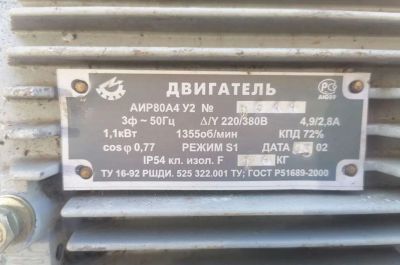 ДВИГАТЕЛЬ
АИР80А4 У2 №
3ф ~ 50Гц Δ/Y 220/380В 4,9/2,8А
1,1кВт 1355об/мин КПД 72%
cos φ 0,77 РЕЖИМ S1 ДАТА 02
IP54 кл. изол. F КГ
ТУ 16-92 РШДИ. 525 322.001 ТУ; ГОСТ Р51689-2000